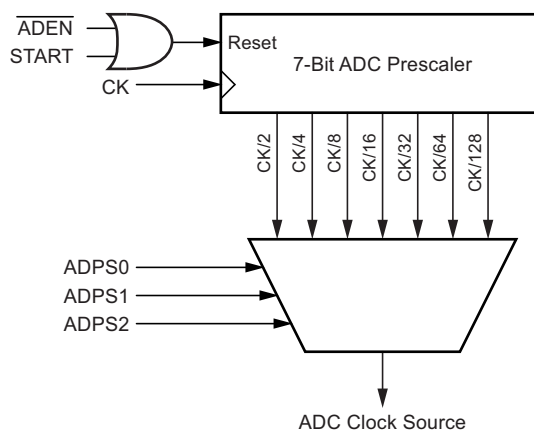 ADEN
START
Reset
7-Bit ADC Prescaler
CK
CK/2
CK/4
CK/8
CK/16
CK/32
CK/64
CK/128
ADPS0
ADPS1
ADPS2
ADC Clock Source